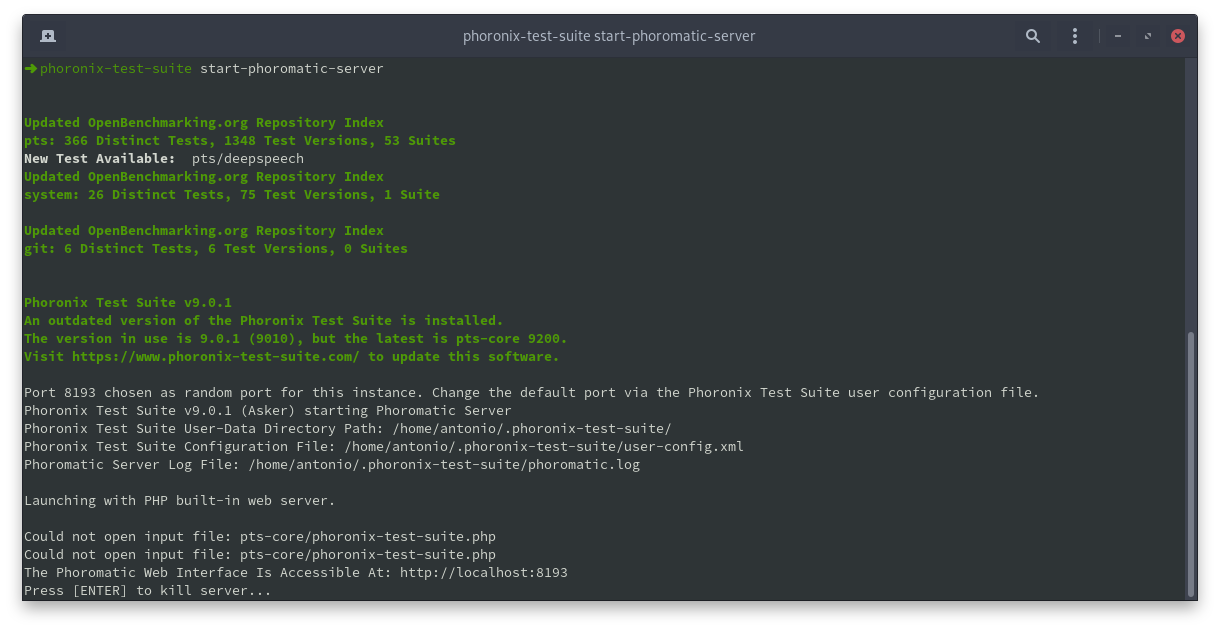 phoronix-test-suite start-phoromatic-server
➜ phoronix-test-suite start-phoromatic-server
Updated OpenBenchmarking.org Repository Index
pts: 366 Distinct Tests, 1348 Test Versions, 53 Suites
New Test Available:  pts/deepspeech
Updated OpenBenchmarking.org Repository Index
system: 26 Distinct Tests, 75 Test Versions, 1 Suite
Updated OpenBenchmarking.org Repository Index
git: 6 Distinct Tests, 6 Test Versions, 0 Suites
Phoronix Test Suite v9.0.1
An outdated version of the Phoronix Test Suite is installed.
The version in use is 9.0.1 (9010), but the latest is pts-core 9200.
Visit https://www.phoronix-test-suite.com/ to update this software.
Port 8193 chosen as random port for this instance. Change the default port via the Phoronix Test Suite user configuration file.
Phoronix Test Suite v9.0.1 (Asker) starting Phoromatic Server
Phoronix Test Suite User-Data Directory Path: /home/antonio/.phoronix-test-suite/
Phoronix Test Suite Configuration File: /home/antonio/.phoronix-test-suite/user-config.xml
Phoromatic Server Log File: /home/antonio/.phoronix-test-suite/phoromatic.log
Launching with PHP built-in web server.
Could not open input file: pts-core/phoronix-test-suite.php
Could not open input file: pts-core/phoronix-test-suite.php
The Phoromatic Web Interface Is Accessible At: http://localhost:8193
Press [ENTER] to kill server...